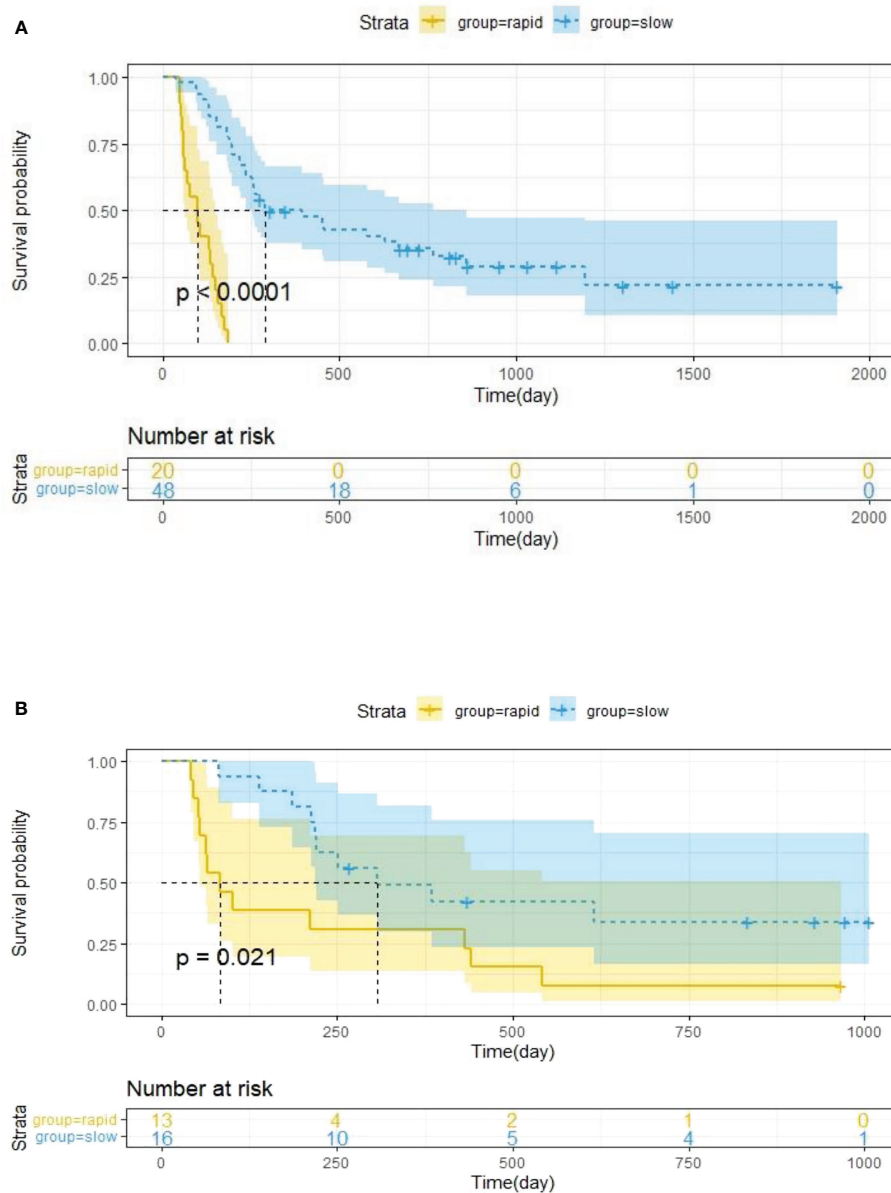 A
Strata group=rapid group=slow
1.00
0.75
0.50
0.25
0.00
Survival probability
p < 0.0001
0 500 1000 1500 2000
Time(day)
Number at risk
Strata
group=rapid 20 0 0 0 0
group=slow 48 18 6 1 0
0 500 1000 1500 2000
Time(day)
B
Strata group=rapid group=slow
1.00
0.75
0.50
0.25
0.00
Survival probability
p = 0.021
0 250 500 750 1000
Time(day)
Number at risk
Strata
group=rapid 13 4 2 1 0
group=slow 16 10 5 4 1
0 250 500 750 1000
Time(day)